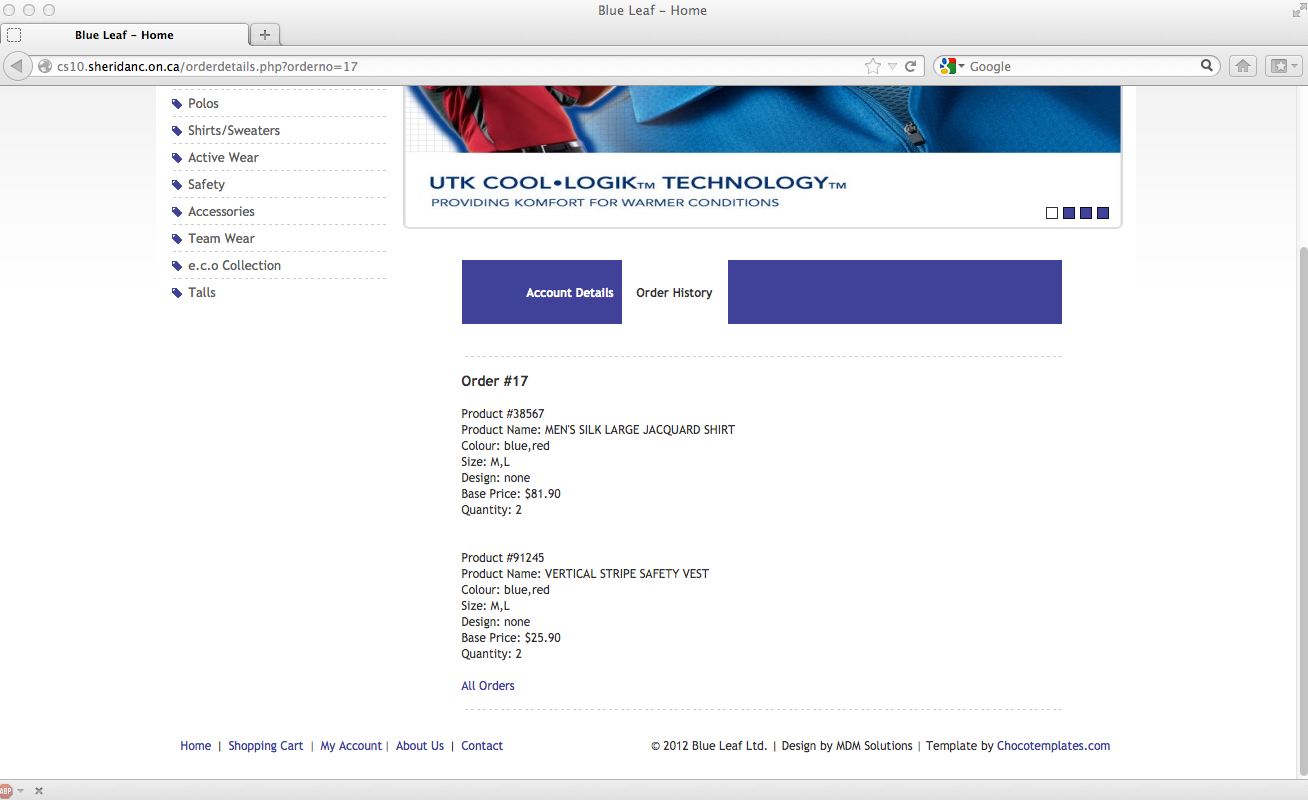 Blue Leaf – Home
Blue Leaf – Home
cs10.sheridanc.on.ca/orderdetails.php?orderno=17
Google
Polos
Shirts/Sweaters
Active Wear
Safety
Accessories
Team Wear
e.c.o Collection
Talls
UTK COOL•LOGIK™ TECHNOLOGY™
PROVIDING KOMFORT FOR WARMER CONDITIONS
Account Details Order History
Order #17
Product #38567
Product Name: MEN'S SILK LARGE JACQUARD SHIRT
Colour: blue,red
Size: M,L
Design: none
Base Price: $81.90
Quantity: 2
Product #91245
Product Name: VERTICAL STRIPE SAFETY VEST
Colour: blue,red
Size: M,L
Design: none
Base Price: $25.90
Quantity: 2
All Orders
Home | Shopping Cart | My Account | About Us | Contact
© 2012 Blue Leaf Ltd. | Design by MDM Solutions | Template by Chocotemplates.com
ABP